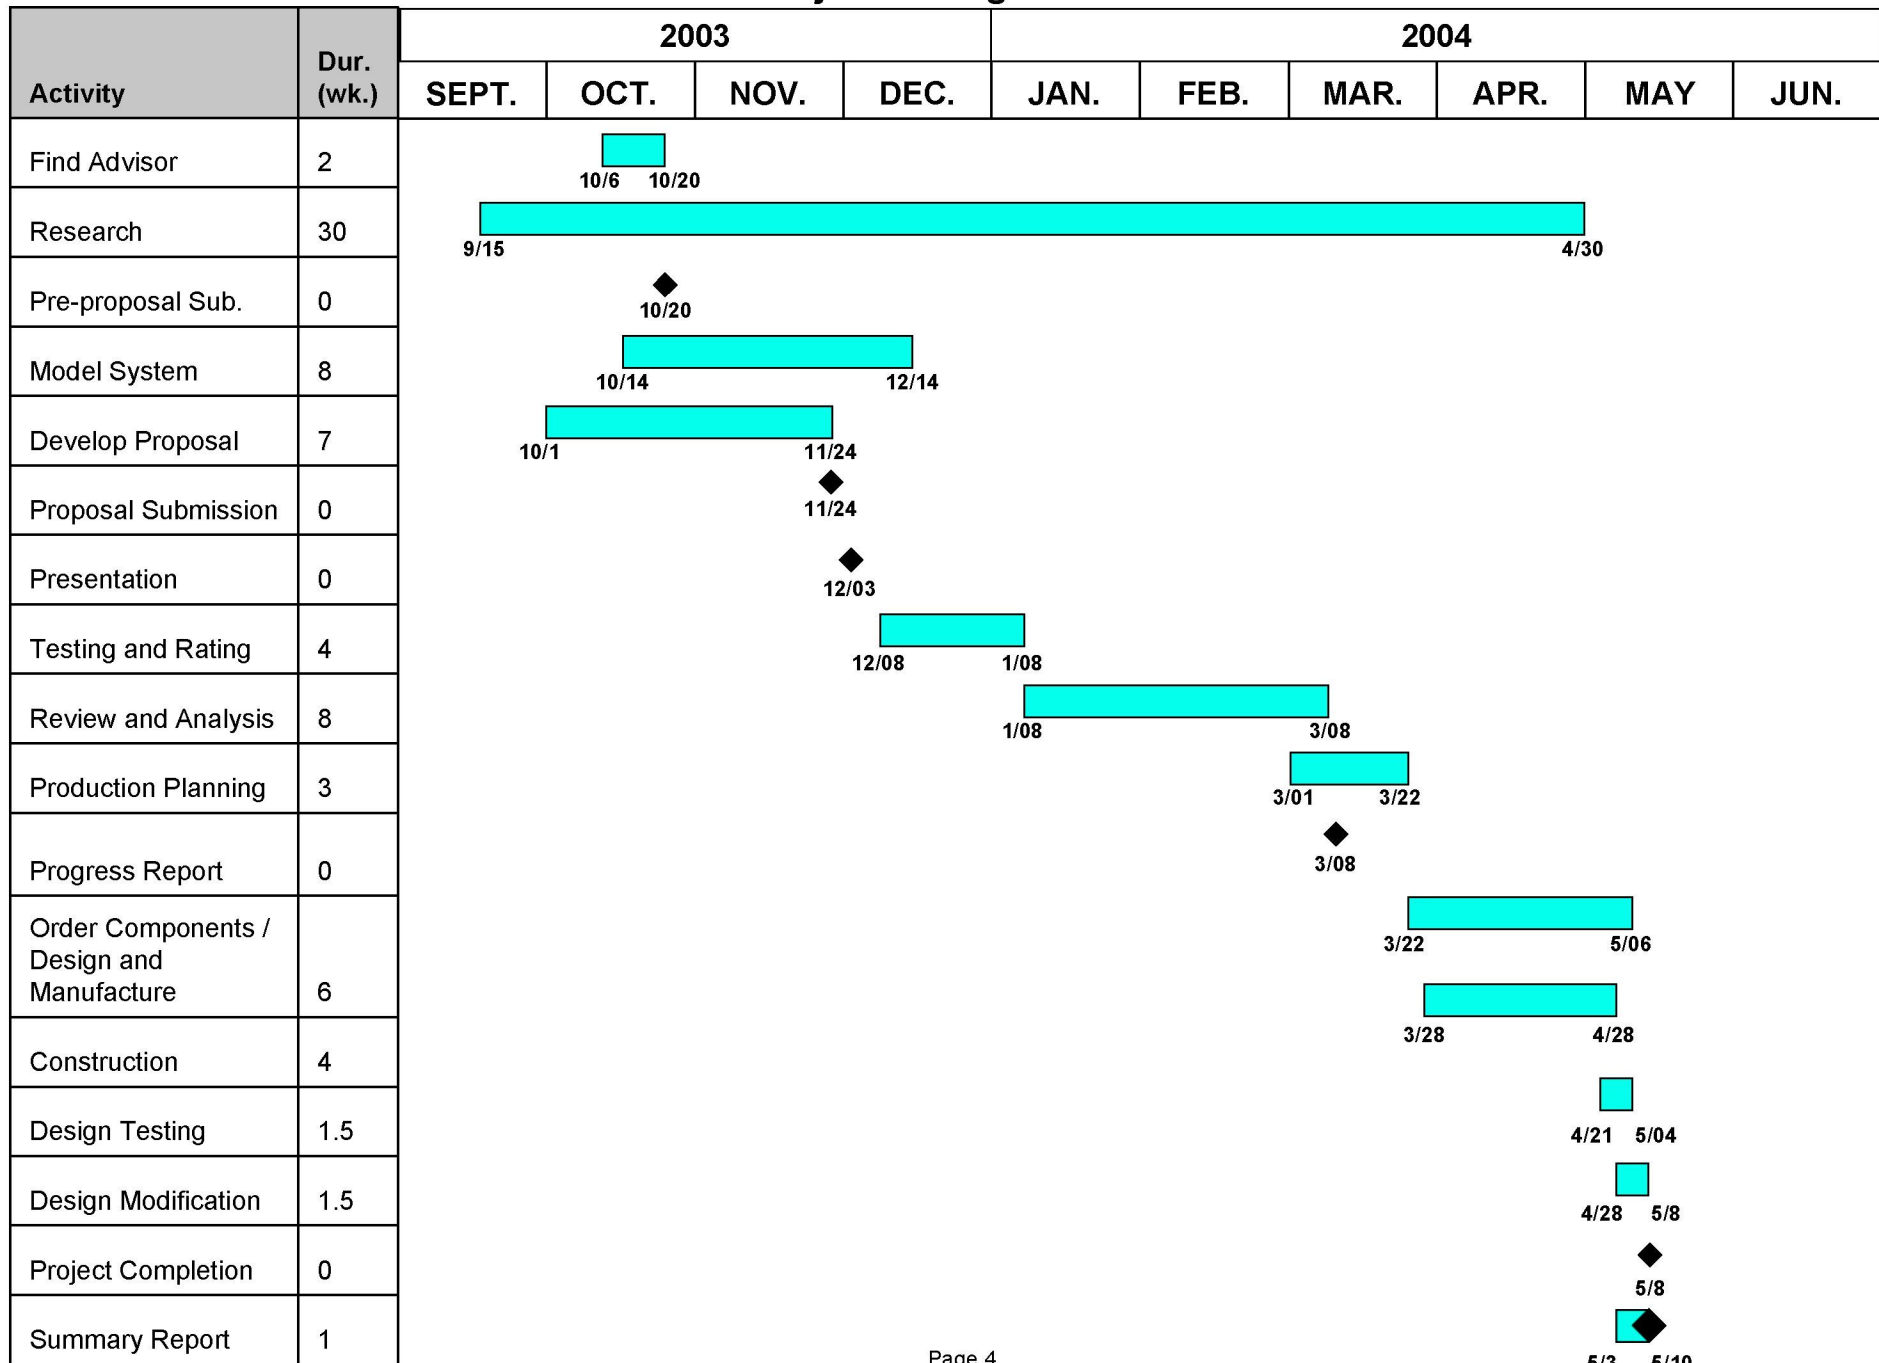 2003 2004
Activity Dur. (wk.) SEPT. OCT. NOV. DEC. JAN. FEB. MAR. APR. MAY JUN.
Find Advisor 2
10/6 10/20
Research 30
9/15 4/30
Pre-proposal Sub. 0
10/20
Model System 8
10/14 12/14
Develop Proposal 7
10/1 11/24
Proposal Submission 0
11/24
Presentation 0
12/03
Testing and Rating 4
12/08 1/08
Review and Analysis 8
1/08 3/08
Production Planning 3
3/01 3/22
Progress Report 0
3/08
Order Components /
Design and
Manufacture 6
3/22 5/06
3/28 4/28
Construction 4
Design Testing 1.5
4/21 5/04
Design Modification 1.5
4/28 5/8
Project Completion 0
5/8
Summary Report 1
5/3 5/10
Page 4